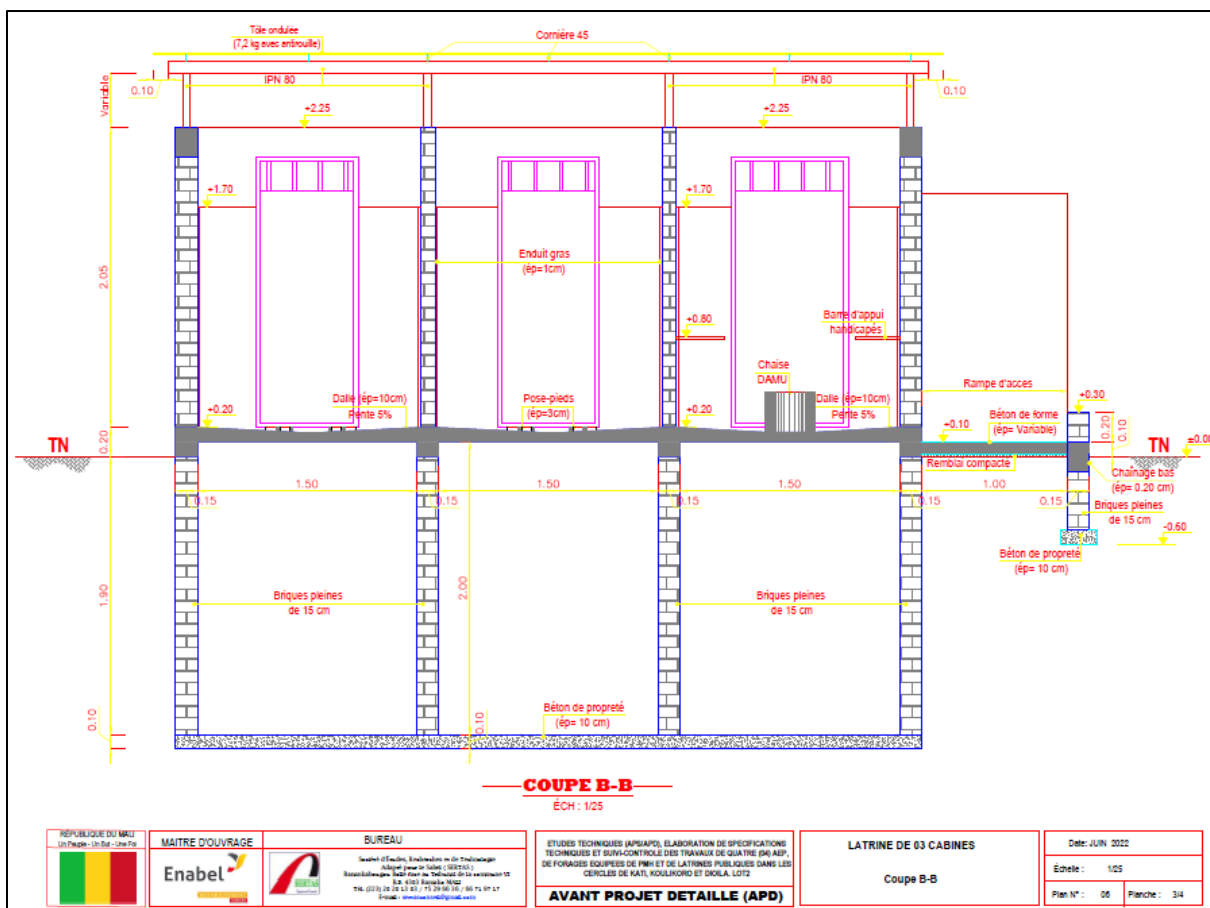 Tôle ondulée
(7,2 kg avec antirouille)
Cornière 45
Variable
0.10
IPN 80
IPN 80
0.10
+2.25
+2.25
+1.70
+1.70
2.05
Enduit gras
(ép=1cm)
+0.80
Barre d'appui
handicapés
Chaise
DAMU
Rampe d'acces
+0.20
Dalle (ép=10cm)
Pente 5%
Pose-pieds
(ép=3cm)
+0.20
Dalle (ép=10cm)
Pente 5%
+0.10
Béton de forme
(ép= Variable)
+0.30
0.20
0.10
TN
0.20
TN
±0.00
Remblai compacté
Chaînage bas
(ép= 0.20 cm)
0.15
1.50
0.15
1.50
0.15
1.50
0.15
1.00
0.15
Briques pleines
de 15 cm
-0.60
Béton de propreté
(ép= 10 cm)
1.90
Briques pleines
de 15 cm
2.00
Briques pleines
de 15 cm
0.10
Béton de propreté
(ép= 10 cm)
0.10
COUPE B-B
ÉCH : 1/25
RÉPUBLIQUE DU MALI
Un Peuple - Un But - Une Foi
MAITRE D'OUVRAGE
Enabel
BUREAU
SERTAS
ETUDES TECHNIQUES (APS/APD), ELABORATION DE SPECIFICATIONS
TECHNIQUES ET SUIVI-CONTROLE DES TRAVAUX DE QUATRE (04) AEP,
DE FORAGES EQUIPEES DE PMH ET DE LATRINES PUBLIQUES DANS LES
CERCLES DE KATI, KOULIKORO ET DIOILA. LOT2
AVANT PROJET DETAILLE (APD)
LATRINE DE 03 CABINES
Coupe B-B
Date: JUIN 2022
Échelle : 1/25
Plan N° : 06
Planche : 3/4